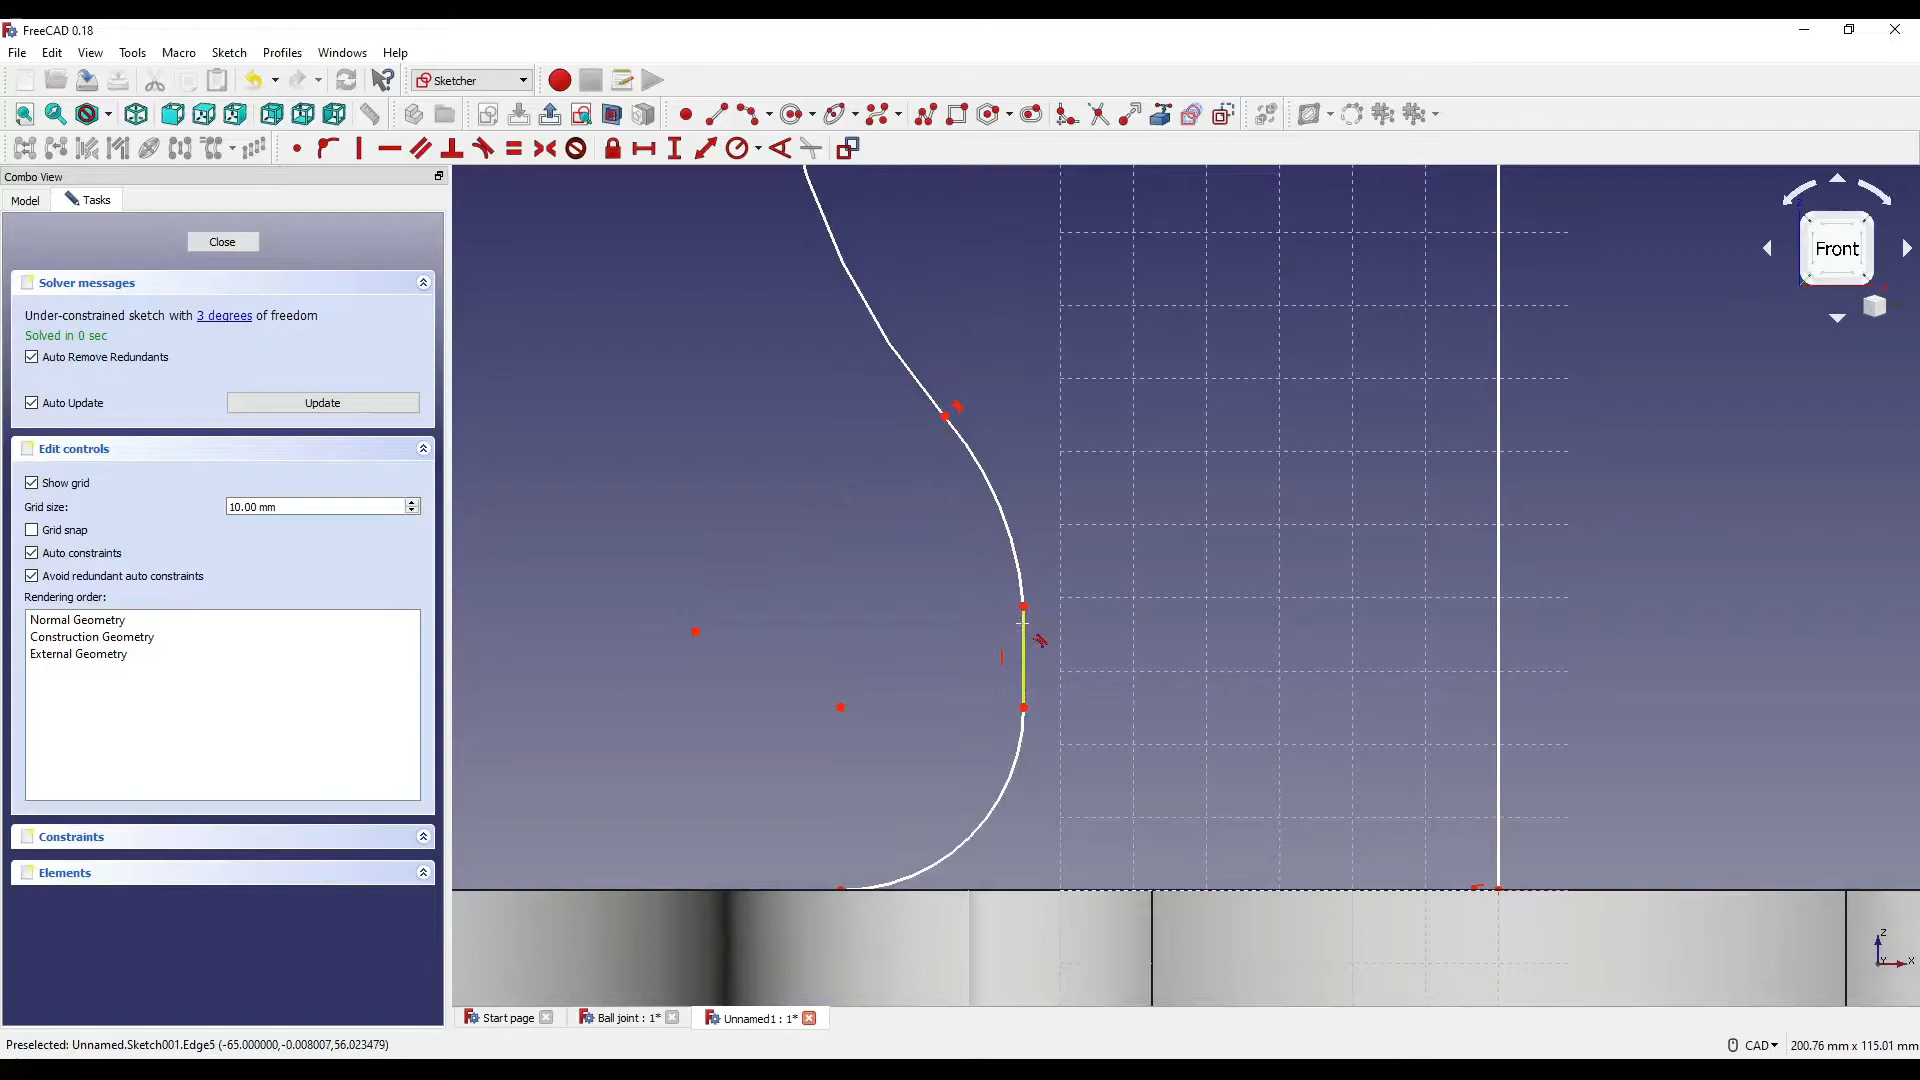 FreeCAD 0.18
File Edit View Tools Macro Sketch Profiles Windows Help
Sketcher
Combo View
Model Tasks
Close
Solver messages
Under-constrained sketch with 3 degrees of freedom
Solved in 0 sec
Auto Remove Redundants
Auto Update Update
Edit controls
Show grid
Grid size: 10.00 mm
Grid snap
Auto constraints
Avoid redundant auto constraints
Rendering order:
Normal Geometry
Construction Geometry
External Geometry
Constraints
Elements
Front
Z
X
Z
Y
X
Start page Ball joint : 1* Unnamed1 : 1*
Preselected: Unnamed.Sketch001.Edge5 (-65.000000,-0.008007,56.023479) CAD 200.76 mm x 115.01 mm